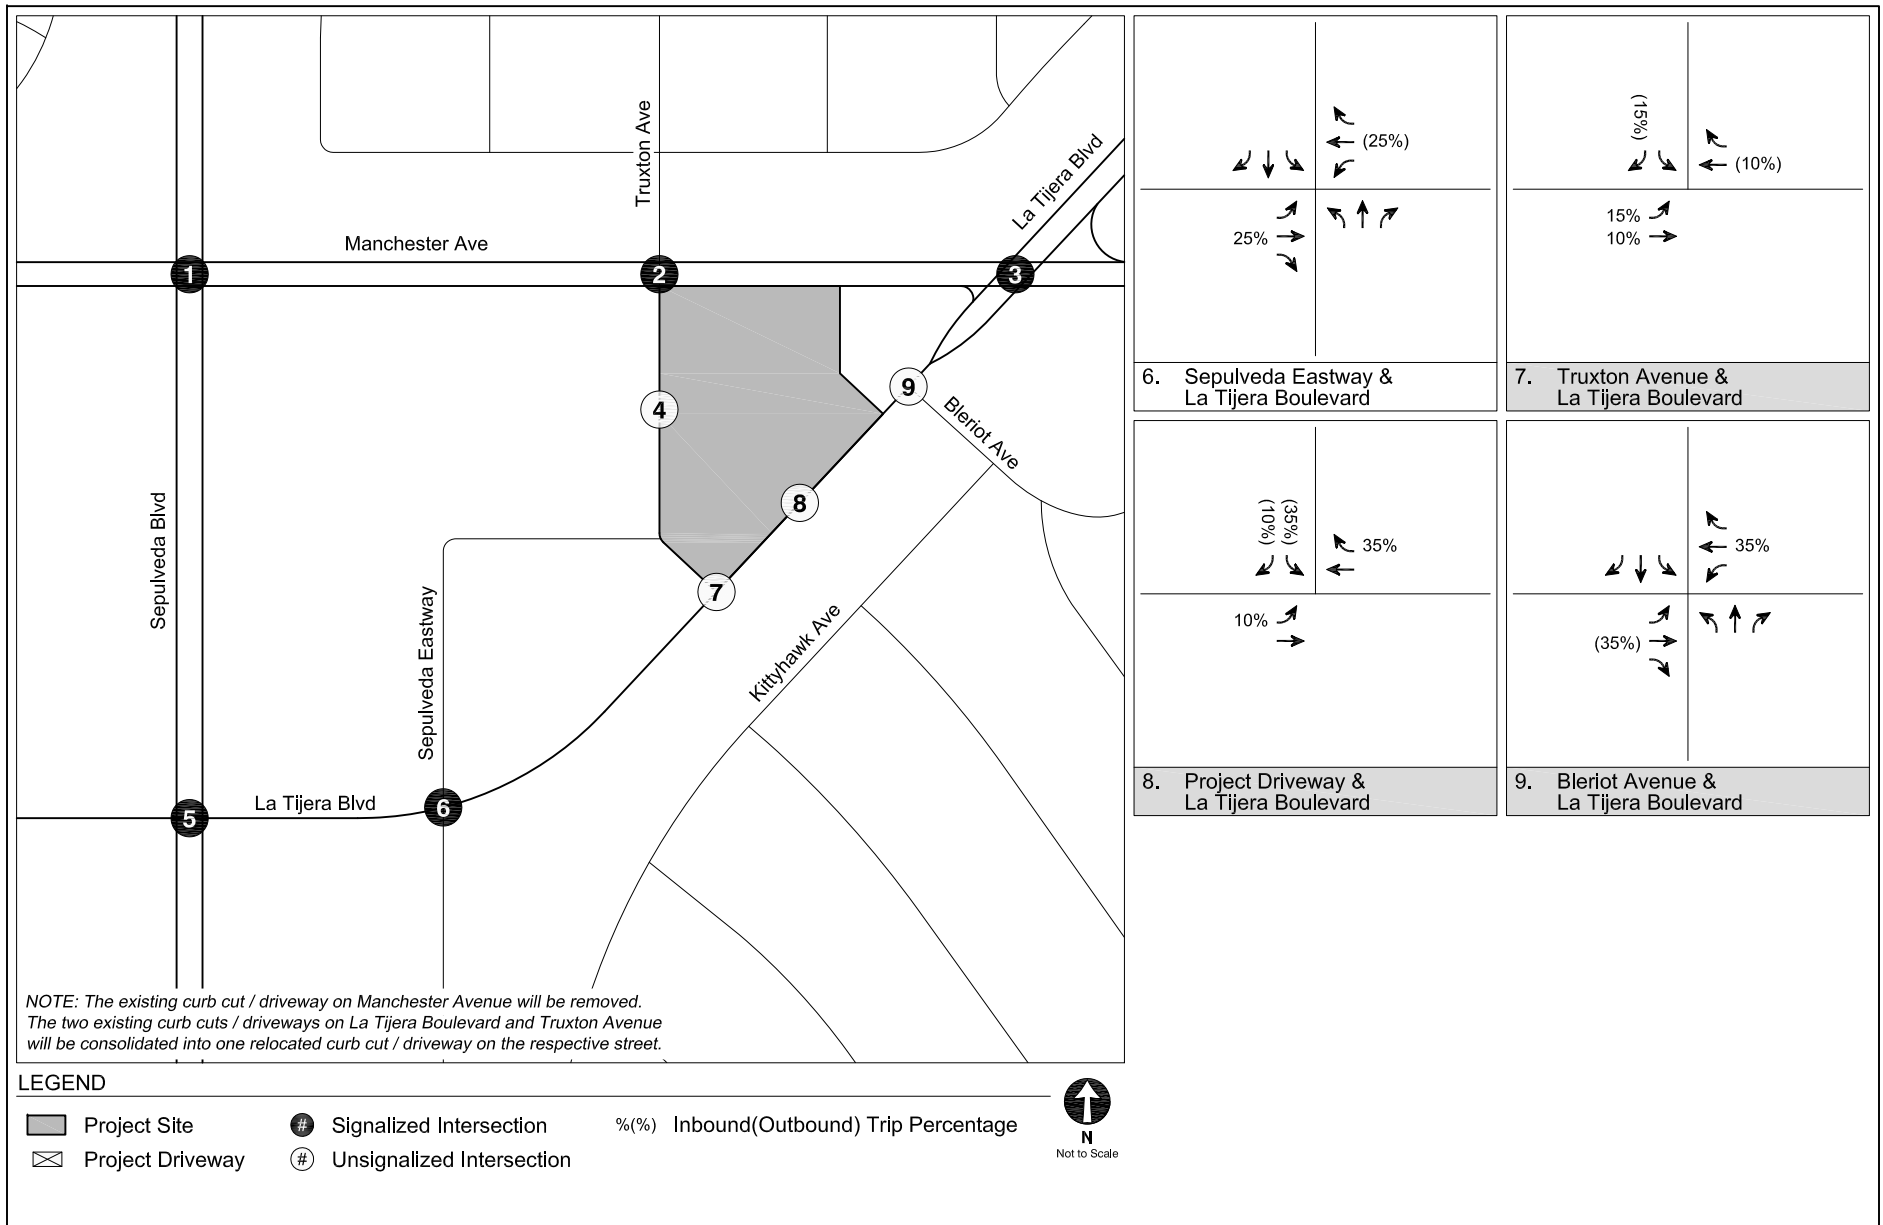 Truxton Ave
La Tijera Blvd
Manchester Ave
1
2
3
4
9
Bleriot Ave
8
Sepulveda Blvd
7
Sepulveda Eastway
Kittyhawk Ave
La Tijera Blvd
5
6
NOTE: The existing curb cut / driveway on Manchester Avenue will be removed.
The two existing curb cuts / driveways on La Tijera Boulevard and Truxton Avenue
will be consolidated into one relocated curb cut / driveway on the respective street.
(25%)
25%
6. Sepulveda Eastway &
La Tijera Boulevard
(15%)
(10%)
15%
10%
7. Truxton Avenue &
La Tijera Boulevard
(10%)
(35%)
35%
10%
8. Project Driveway &
La Tijera Boulevard
35%
(35%)
9. Bleriot Avenue &
La Tijera Boulevard
LEGEND
Project Site
# Signalized Intersection
%(%) Inbound(Outbound) Trip Percentage
Project Driveway
# Unsignalized Intersection
N
Not to Scale